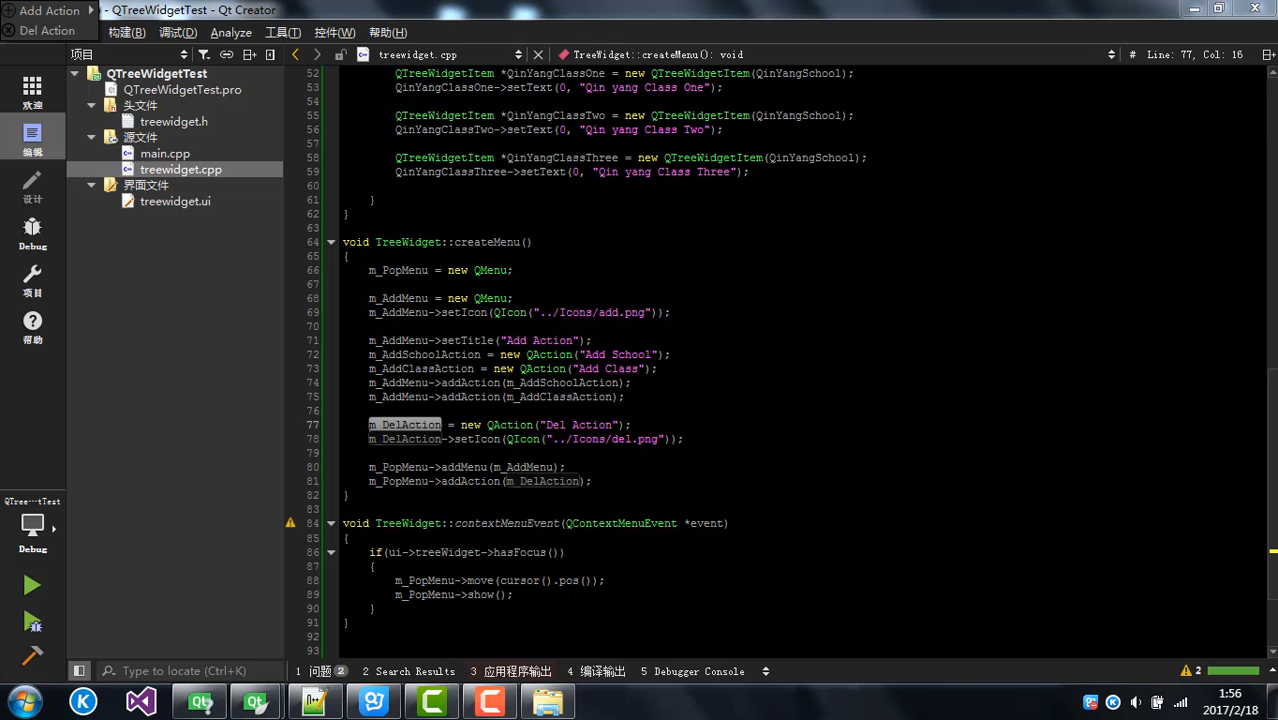 Add Action
- QTreeWidgetTest - Qt Creator
Del Action
构建(B)
调试(D)
Analyze
工具(T)
控件(W)
帮助(H)
项目
treewidget.cpp
TreeWidget::createMenu(): void
#
Line: 77, Col: 16
欢迎
编辑
设计
Debug
项目
帮助
QTree⋯tTest
Debug
QTreeWidgetTest
QTreeWidgetTest.pro
头文件
treewidget.h
源文件
main.cpp
treewidget.cpp
界面文件
treewidget.ui
52 QTreeWidgetItem *QinYangClassOne = new QTreeWidgetItem(QinYangSchool);
53 QinYangClassOne->setText(0, "Qin yang Class One");
54
55 QTreeWidgetItem *QinYangClassTwo = new QTreeWidgetItem(QinYangSchool);
56 QinYangClassTwo->setText(0, "Qin yang Class Two");
57
58 QTreeWidgetItem *QinYangClassThree = new QTreeWidgetItem(QinYangSchool);
59 QinYangClassThree->setText(0, "Qin yang Class Three");
60
61 }
62 }
63
64 void TreeWidget::createMenu()
65 {
66 m_PopMenu = new QMenu;
67
68 m_AddMenu = new QMenu;
69 m_AddMenu->setIcon(QIcon("../Icons/add.png"));
70
71 m_AddMenu->setTitle("Add Action");
72 m_AddSchoolAction = new QAction("Add School");
73 m_AddClassAction = new QAction("Add Class");
74 m_AddMenu->addAction(m_AddSchoolAction);
75 m_AddMenu->addAction(m_AddClassAction);
76
77 m_DelAction = new QAction("Del Action");
78 m_DelAction->setIcon(QIcon("../Icons/del.png"));
79
80 m_PopMenu->addMenu(m_AddMenu);
81 m_PopMenu->addAction(m_DelAction);
82 }
83
84 void TreeWidget::contextMenuEvent(QContextMenuEvent *event)
85 {
86 if(ui->treeWidget->hasFocus())
87 {
88 m_PopMenu->move(cursor().pos());
89 m_PopMenu->show();
90 }
91 }
92
93
Type to locate (Ctrl+K)
1 问题 2
2 Search Results
3 应用程序输出
4 编译输出
5 Debugger Console
2
1:56
2017/2/18